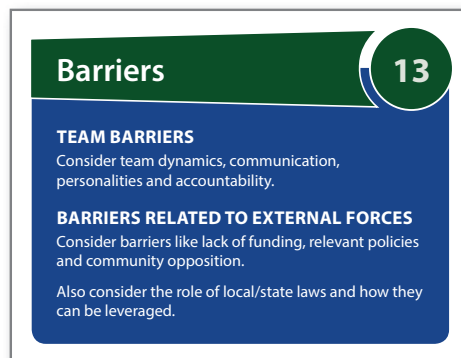 Barriers
13
TEAM BARRIERS
Consider team dynamics, communication,
personalities and accountability.
BARRIERS RELATED TO EXTERNAL FORCES
Consider barriers like lack of funding, relevant policies
and community opposition.
Also consider the role of local/state laws and how they
can be leveraged.